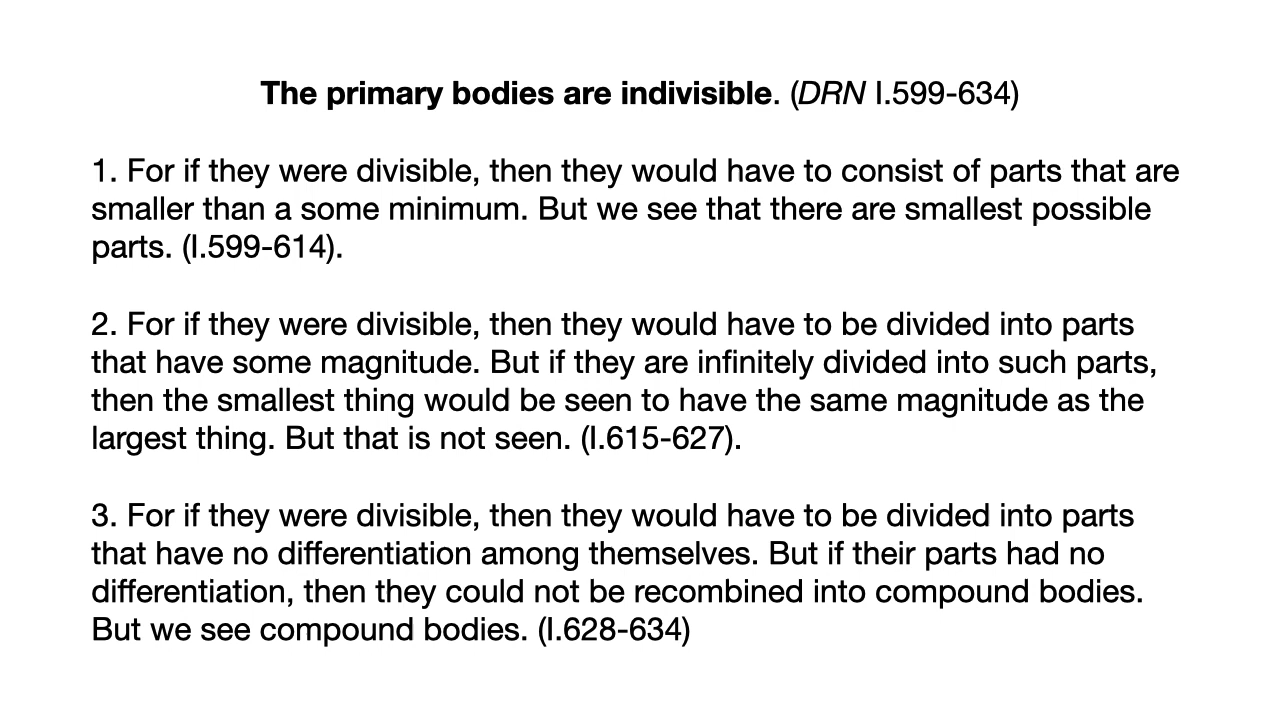 The primary bodies are indivisible. (DRN I.599-634)
1. For if they were divisible, then they would have to consist of parts that are
smaller than a some minimum. But we see that there are smallest possible
parts. (I.599-614).
2. For if they were divisible, then they would have to be divided into parts
that have some magnitude. But if they are infinitely divided into such parts,
then the smallest thing would be seen to have the same magnitude as the
largest thing. But that is not seen. (I.615-627).
3. For if they were divisible, then they would have to be divided into parts
that have no differentiation among themselves. But if their parts had no
differentiation, then they could not be recombined into compound bodies.
But we see compound bodies. (I.628-634)